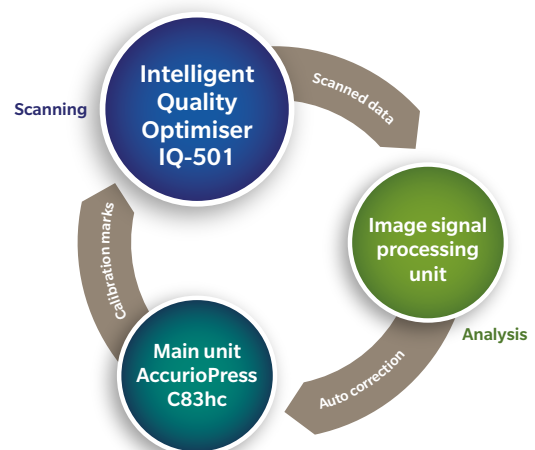 Intelligent
Quality
Optimiser
IQ-501
Scanning
Scanned data
Image signal
processing
unit
Analysis
Auto correction
Main unit
AccurioPress
C83hc
Calibration marks